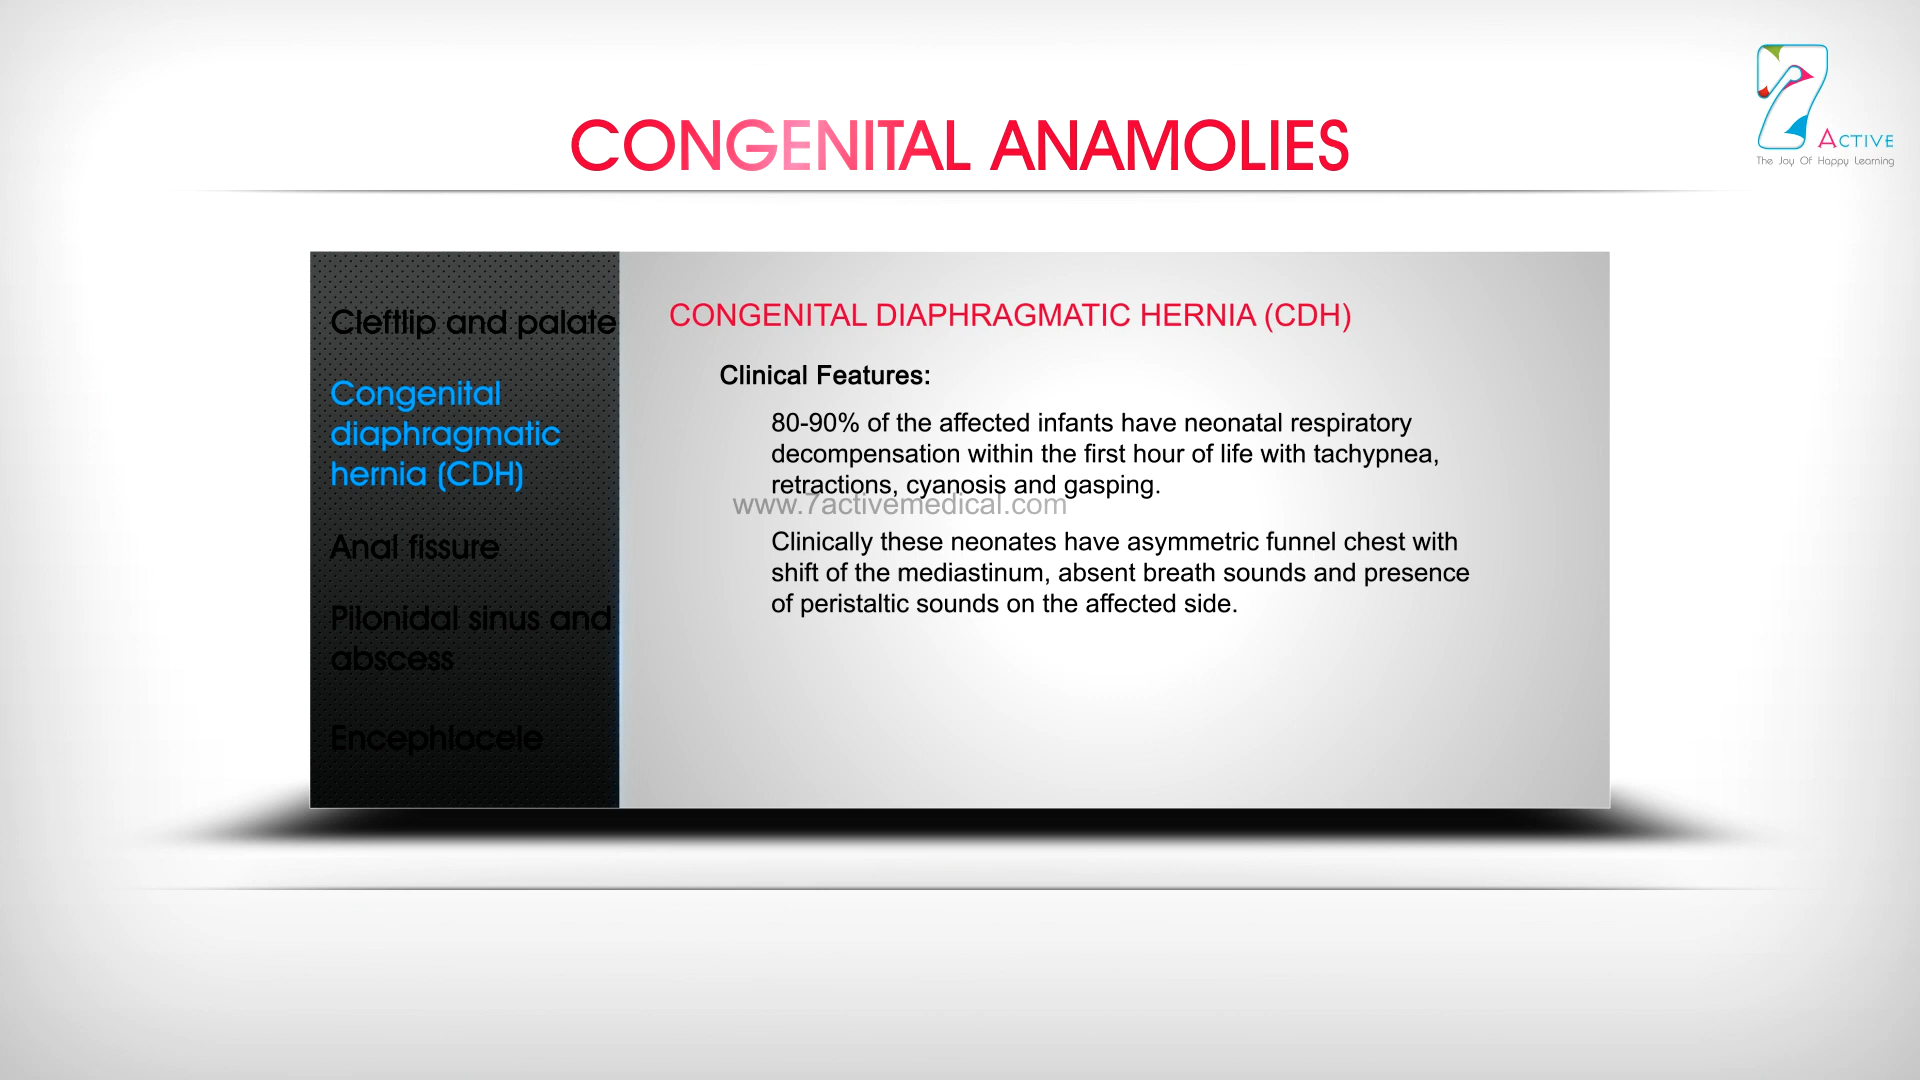 CONGENITAL ANAMOLIES
7 ACTIVE
The Joy Of Happy Learning
Cleftlip and palate
Congenital
diaphragmatic
hernia (CDH)
Anal fissure
Pilonidal sinus and
abscess
Encephlocele
CONGENITAL DIAPHRAGMATIC HERNIA (CDH)
Clinical Features:
80-90% of the affected infants have neonatal respiratory
decompensation within the first hour of life with tachypnea,
retractions, cyanosis and gasping.
www.7activemedical.com
Clinically these neonates have asymmetric funnel chest with
shift of the mediastinum, absent breath sounds and presence
of peristaltic sounds on the affected side.